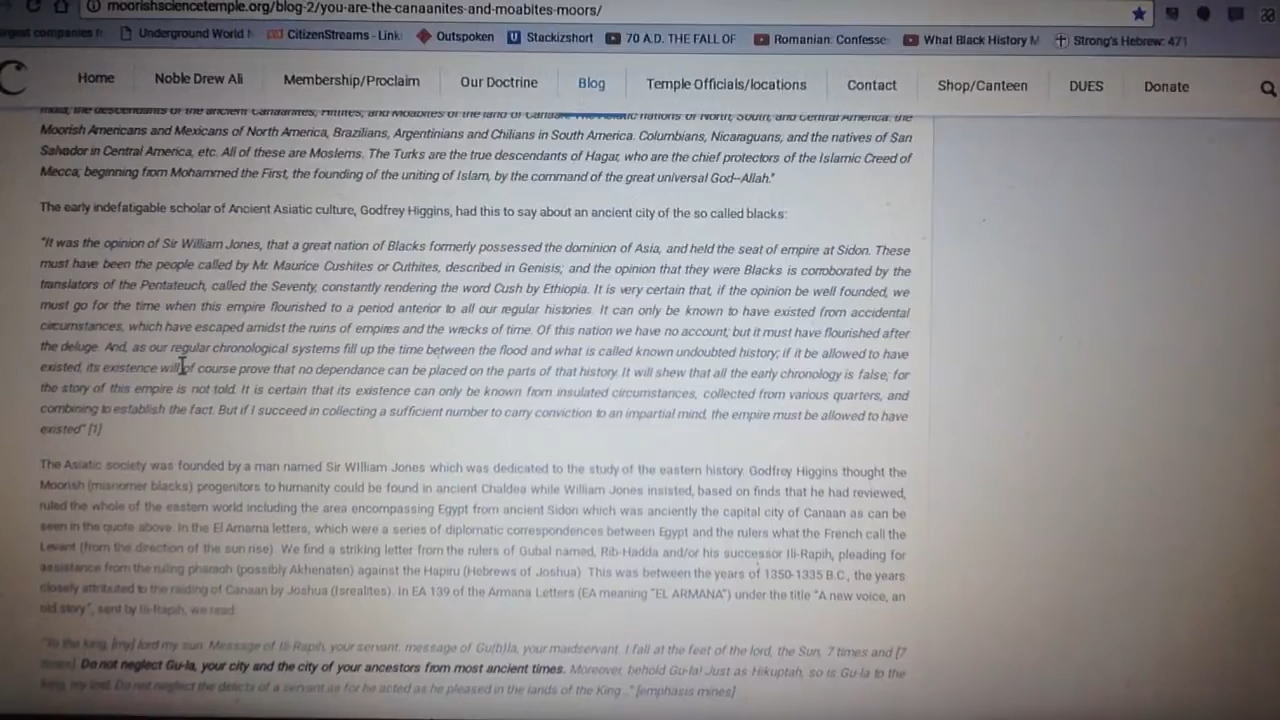 moorishsciencetemple.org/blog-2/you-are-the-canaanites-and-moabites-moors/
argest companies fr
Underground World N
CitizenStreams - Link
Outspoken
Stackizshort
70 A.D. THE FALL OF
Romanian: Confesse
What Black History M
Strong's Hebrew: 471
Home
Noble Drew Ali
Membership/Proclaim
Our Doctrine
Blog
Temple Officials/locations
Contact
Shop/Canteen
DUES
Donate
the descendants of the ancient Canaanites, Hittites, and Moabites of the land of Canaan. nations of North, South, and Central America: the
Moorish Americans and Mexicans of North America, Brazilians, Argentinians and Chilians in South America. Columbians, Nicaraguans, and the natives of San
Salvador in Central America, etc. All of these are Moslems. The Turks are the true descendants of Hagar, who are the chief protectors of the Islamic Creed of
Mecca; beginning from Mohammed the First, the founding of the uniting of Islam, by the command of the great universal God–Allah."
The early indefatigable scholar of Ancient Asiatic culture, Godfrey Higgins, had this to say about an ancient city of the so called blacks:
"It was the opinion of Sir William Jones, that a great nation of Blacks formerly possessed the dominion of Asia, and held the seat of empire at Sidon. These
must have been the people called by Mr. Maurice Cushites or Cuthites, described in Genisis; and the opinion that they were Blacks is corroborated by the
translators of the Pentateuch, called the Seventy, constantly rendering the word Cush by Ethiopia. It is very certain that, if the opinion be well founded, we
must go for the time when this empire flourished to a period anterior to all our regular histories. It can only be known to have existed from accidental
circumstances, which have escaped amidst the ruins of empires and the wrecks of time. Of this nation we have no account; but it must have flourished after
the deluge. And, as our regular chronological systems fill up the time between the flood and what is called known undoubted history; if it be allowed to have
existed, its existence will of course prove that no dependance can be placed on the parts of that history. It will shew that all the early chronology is false; for
the story of this empire is not told. It is certain that its existence can only be known from insulated circumstances, collected from various quarters, and
combining to establish the fact. But if I succeed in collecting a sufficient number to carry conviction to an impartial mind, the empire must be allowed to have
existed" [1]
The Asiatic society was founded by a man named Sir William Jones which was dedicated to the study of the eastern history. Godfrey Higgins thought the
Moorish (misnomer blacks) progenitors to humanity could be found in ancient Chaldea while William Jones insisted, based on finds that he had reviewed,
ruled the whole of the eastern world including the area encompassing Egypt from ancient Sidon which was anciently the capital city of Canaan as can be
seen in the quote above. In the El Amarna letters, which were a series of diplomatic correspondences between Egypt and the rulers what the French call the
Levant (from the direction of the sun rise). We find a striking letter from the rulers of Gubal named, Rib-Hadda and/or his successor Ili-Rapih, pleading for
assistance from the ruling pharaoh (possibly Akhenaten) against the Hapiru (Hebrews of Joshua). This was between the years of 1350-1335 B.C., the years
closely attributed to the raiding of Canaan by Joshua (Isrealites). In EA 139 of the Armana Letters (EA meaning "EL ARMANA") under the title "A new voice, an
old story", sent by Ili-Rapih, we read:
"To the king, [my] lord my sun: Message of Ili-Rapih, your servant; message of Gu(b)la, your maidservant. I fall at the feet of the lord, the Sun, 7 times and [7
times]. Do not neglect Gu-la, your city and the city of your ancestors from most ancient times. Moreover, behold Gu-la! Just as Hikuptah, so is Gu-la to the
king, my lord. Do not neglect the delicts of a servant as for he acted as he pleased in the lands of the King..." [emphasis mines]